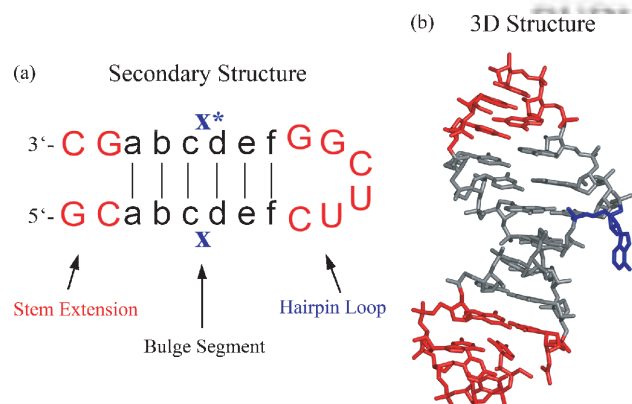 (b) 3D Structure
(a) Secondary Structure
x*
3‘- C G a b c d e f G G C U
5‘- G C a b c d e f C U U
x
Stem Extension
Hairpin Loop
Bulge Segment